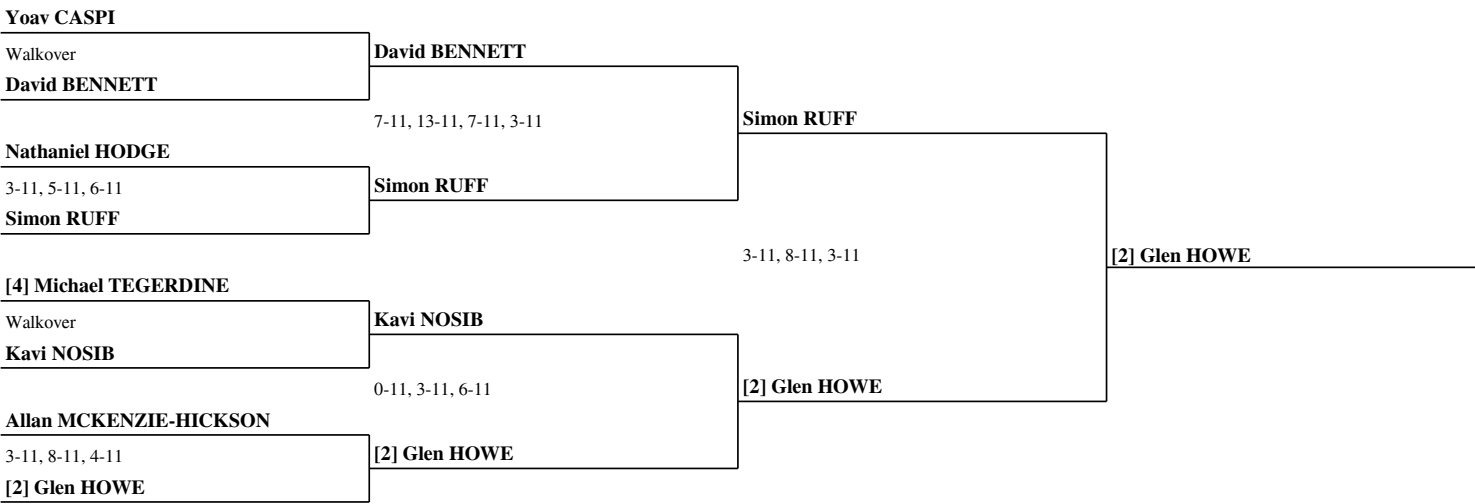 Yoav CASPI
Walkover
David BENNETT
Nathaniel HODGE
3-11, 5-11, 6-11
Simon RUFF
[4] Michael TEGERDINE
Walkover
Kavi NOSIB
Allan MCKENZIE-HICKSON
3-11, 8-11, 4-11
[2] Glen HOWE
David BENNETT
7-11, 13-11, 7-11, 3-11
Simon RUFF
Kavi NOSIB
0-11, 3-11, 6-11
[2] Glen HOWE
Simon RUFF
3-11, 8-11, 3-11
[2] Glen HOWE
[2] Glen HOWE